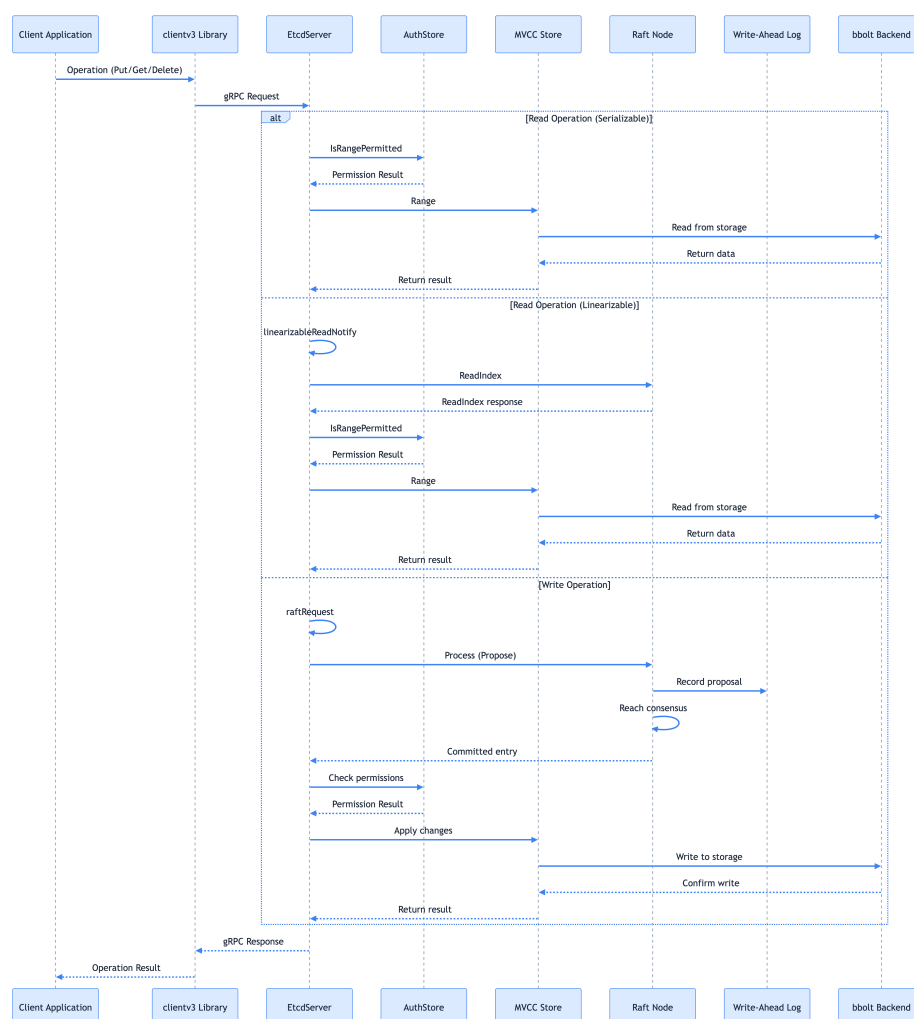 Client Application
clientv3 Library
EtcdServer
AuthStore
MVCC Store
Raft Node
Write-Ahead Log
bbolt Backend
Operation (Put/Get/Delete)
gRPC Request
alt
[Read Operation (Serializable)]
IsRangePermitted
Permission Result
Range
Read from storage
Return data
Return result
[Read Operation (Linearizable)]
linearizableReadNotify
ReadIndex
ReadIndex response
IsRangePermitted
Permission Result
Range
Read from storage
Return data
Return result
[Write Operation]
raftRequest
Process (Propose)
Record proposal
Reach consensus
Committed entry
Check permissions
Permission Result
Apply changes
Write to storage
Confirm write
Return result
gRPC Response
Operation Result
Client Application
clientv3 Library
EtcdServer
AuthStore
MVCC Store
Raft Node
Write-Ahead Log
bbolt Backend